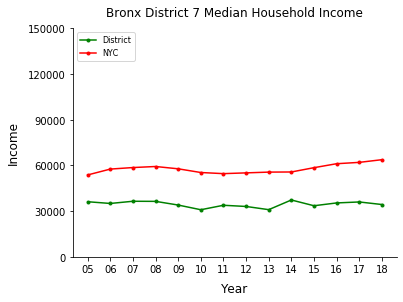 Bronx District 7 Median Household Income
150000
120000
90000
60000
30000
0
Income
District
NYC
05 06 07 08 09 10 11 12 13 14 15 16 17 18
Year